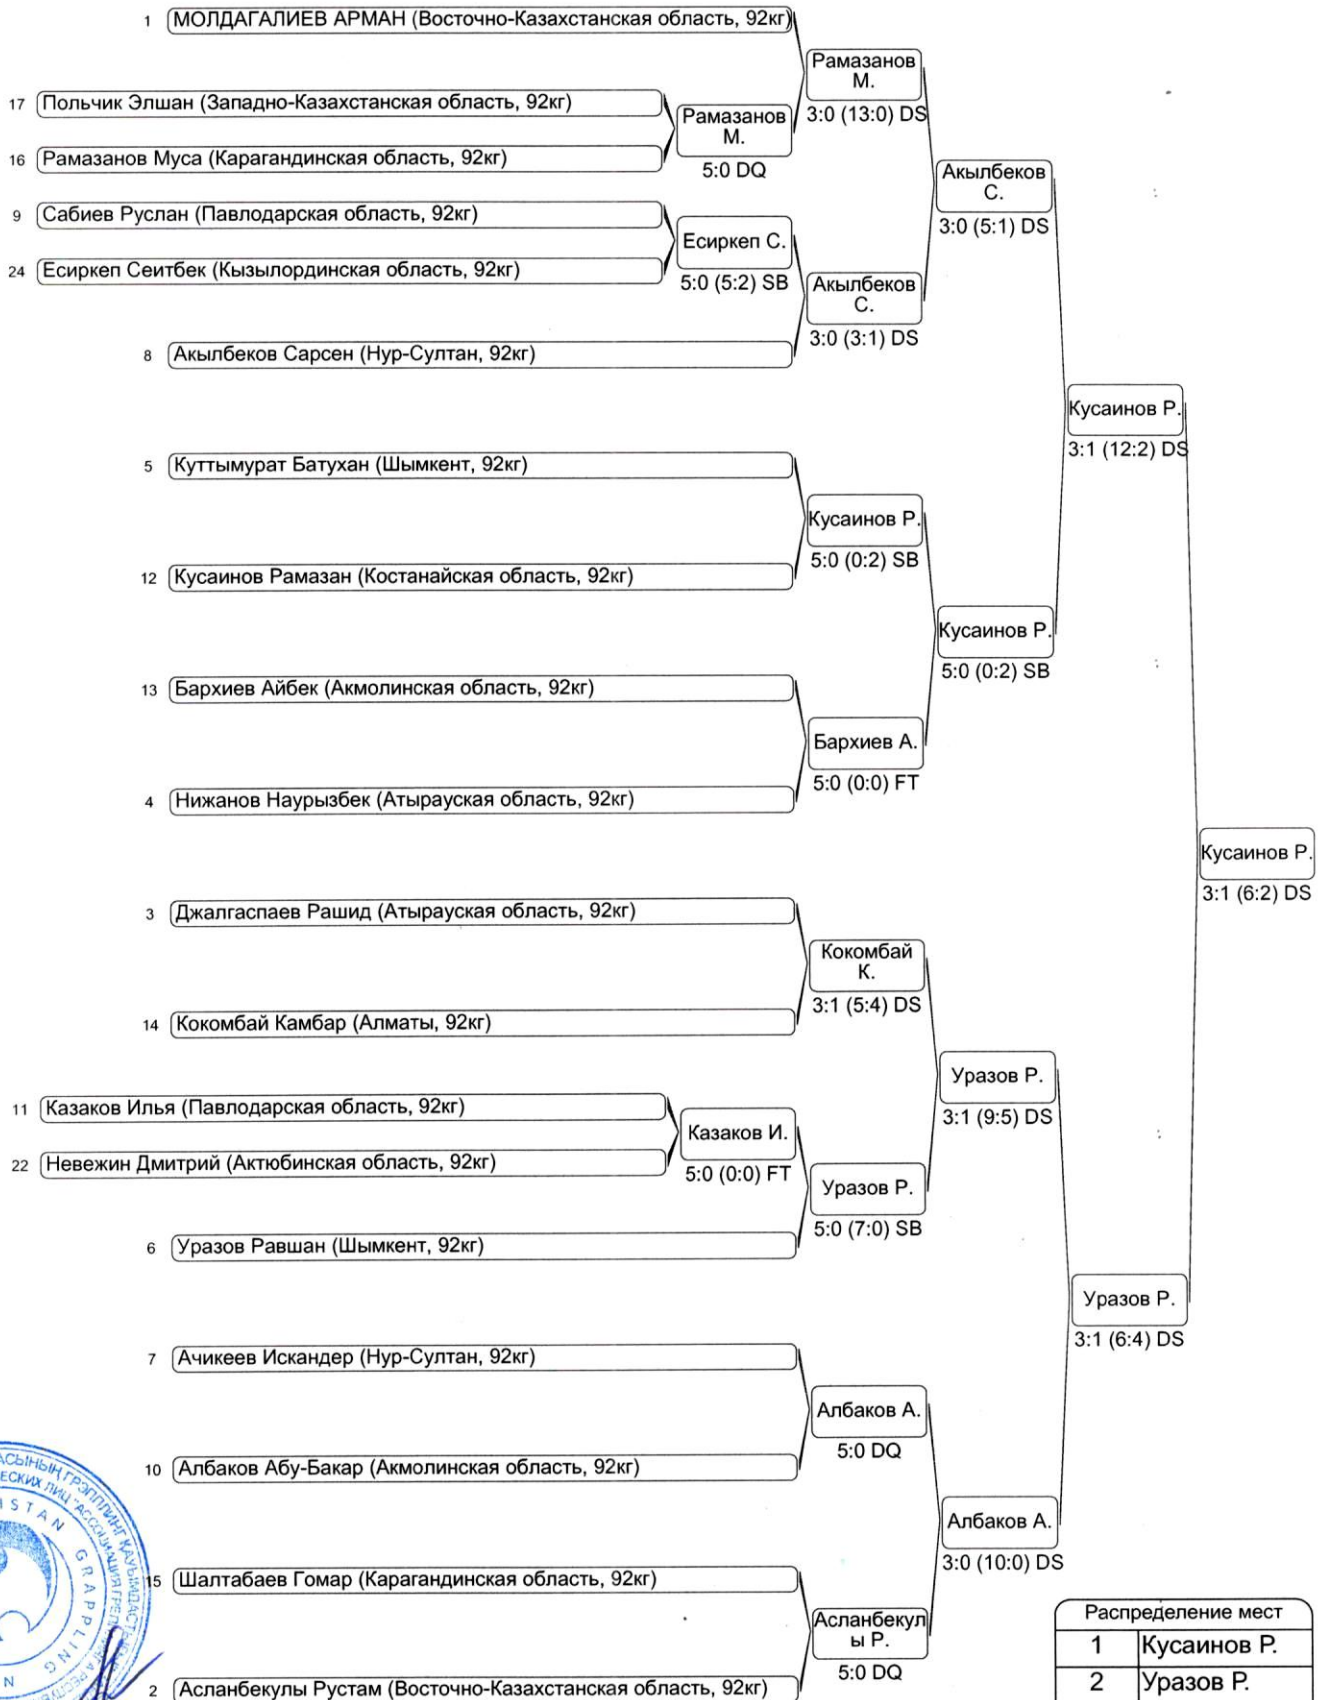 1 МОЛДАГАЛИЕВ АРМАН (Восточно-Казахстанская область, 92кг)
Рамазанов
М.
3:0 (13:0) DS
17 Польчик Элшан (Западно-Казахстанская область, 92кг)
Рамазанов
М.
5:0 DQ
16 Рамазанов Муса (Карагандинская область, 92кг)
Акылбеков
С.
3:0 (5:1) DS
9 Сабиев Руслан (Павлодарская область, 92кг)
Есиркеп С.
5:0 (5:2) SB
24 Есиркеп Сеитбек (Кызылординская область, 92кг)
Акылбеков
С.
3:0 (3:1) DS
8 Акылбеков Сарсен (Нур-Султан, 92кг)
Кусаинов Р.
3:1 (12:2) DS
5 Куттымурат Батухан (Шымкент, 92кг)
Кусаинов Р.
5:0 (0:2) SB
12 Кусаинов Рамазан (Костанайская область, 92кг)
Кусаинов Р.
5:0 (0:2) SB
13 Бархиев Айбек (Акмолинская область, 92кг)
Бархиев А.
5:0 (0:0) FT
4 Нижанов Наурызбек (Атырауская область, 92кг)
Кусаинов Р.
3:1 (6:2) DS
3 Джалгаспаев Рашид (Атырауская область, 92кг)
Кокомбай
К.
3:1 (5:4) DS
14 Кокомбай Камбар (Алматы, 92кг)
Уразов Р.
3:1 (9:5) DS
11 Казаков Илья (Павлодарская область, 92кг)
Казаков И.
5:0 (0:0) FT
22 Невежин Дмитрий (Актюбинская область, 92кг)
Уразов Р.
5:0 (7:0) SB
6 Уразов Равшан (Шымкент, 92кг)
Уразов Р.
3:1 (6:4) DS
7 Ачикеев Искандер (Нур-Султан, 92кг)
Албаков А.
5:0 DQ
10 Албаков Абу-Бакар (Акмолинская область, 92кг)
Албаков А.
3:0 (10:0) DS
15 Шалтабаев Гомар (Карагандинская область, 92кг)
Асланбекул
ы Р.
5:0 DQ
2 Асланбекулы Рустам (Восточно-Казахстанская область, 92кг)
Распределение мест
1 Кусаинов Р.
2 Уразов Р.
GRAPPLING